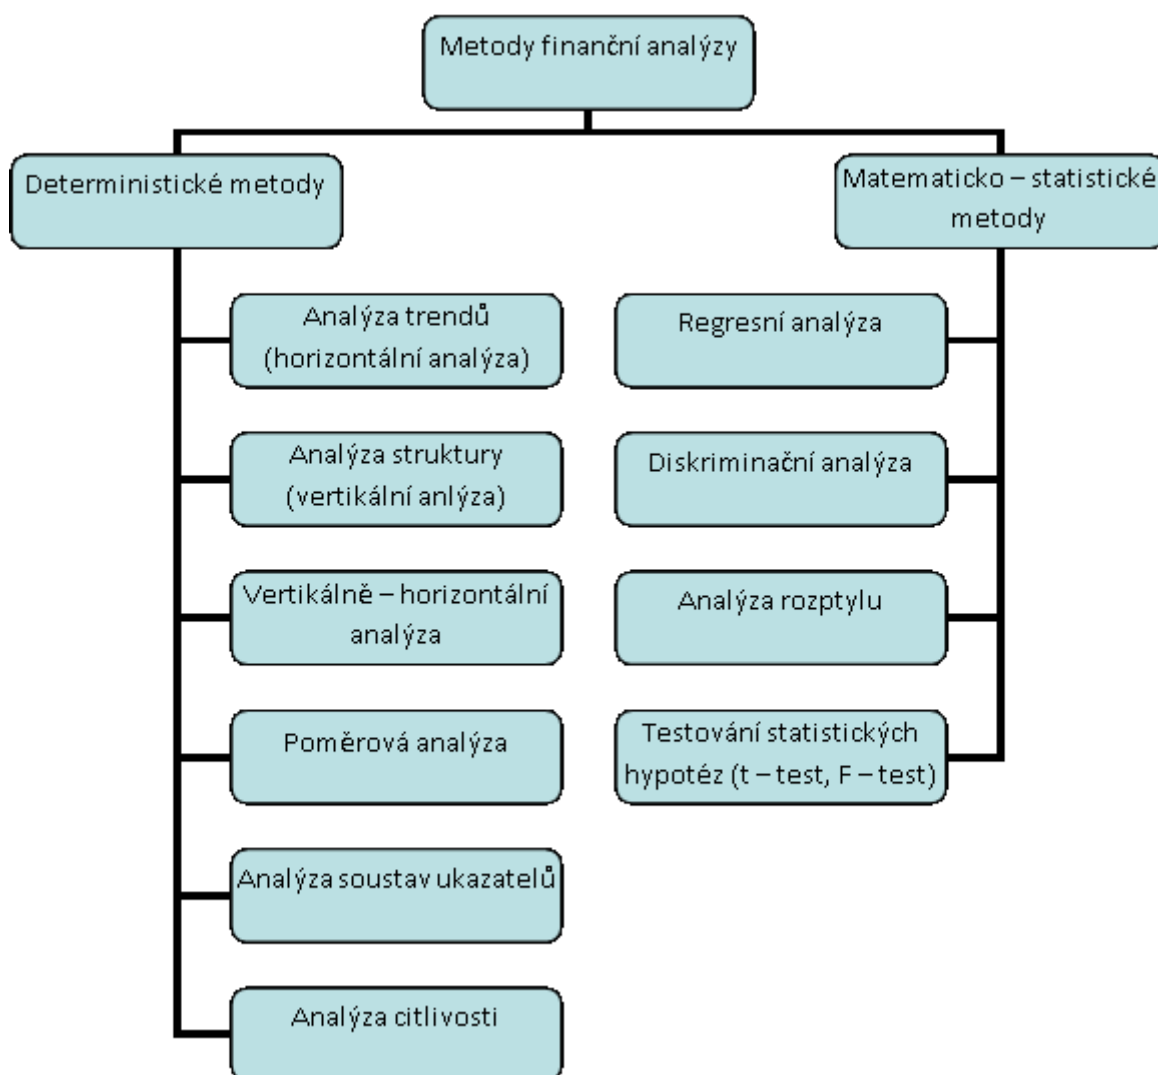 Metody finanční analýzy
Deterministické metody
Matematicko – statistické
metody
Analýza trendů
(horizontální analýza)
Analýza struktury
(vertikální anlýza)
Vertikálně – horizontální
analýza
Poměrová analýza
Analýza soustav ukazatelů
Analýza citlivosti
Regresní analýza
Diskriminační analýza
Analýza rozptylu
Testování statistických
hypotéz (t – test, F – test)